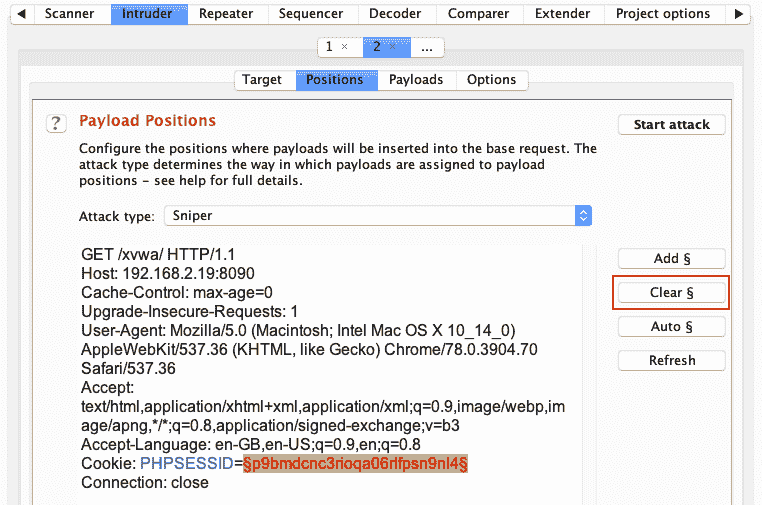 ◀ Scanner Intruder Repeater Sequencer Decoder Comparer Extender Project options ▶
1 × 2 × ...
Target Positions Payloads Options
? Payload Positions
Start attack
Configure the positions where payloads will be inserted into the base request. The
attack type determines the way in which payloads are assigned to payload
positions – see help for full details.
Attack type: Sniper
GET /xvwa/ HTTP/1.1
Host: 192.168.2.19:8090
Cache-Control: max-age=0
Upgrade-Insecure-Requests: 1
User-Agent: Mozilla/5.0 (Macintosh; Intel Mac OS X 10_14_0)
AppleWebKit/537.36 (KHTML, like Gecko) Chrome/78.0.3904.70
Safari/537.36
Accept:
text/html,application/xhtml+xml,application/xml;q=0.9,image/webp,im
age/apng,*/*;q=0.8,application/signed-exchange;v=b3
Accept-Language: en-GB,en-US;q=0.9,en;q=0.8
Cookie: PHPSESSID=§p9bmdcnc3rioqa06rlfpsn9nl4§
Connection: close
Add §
Clear §
Auto §
Refresh